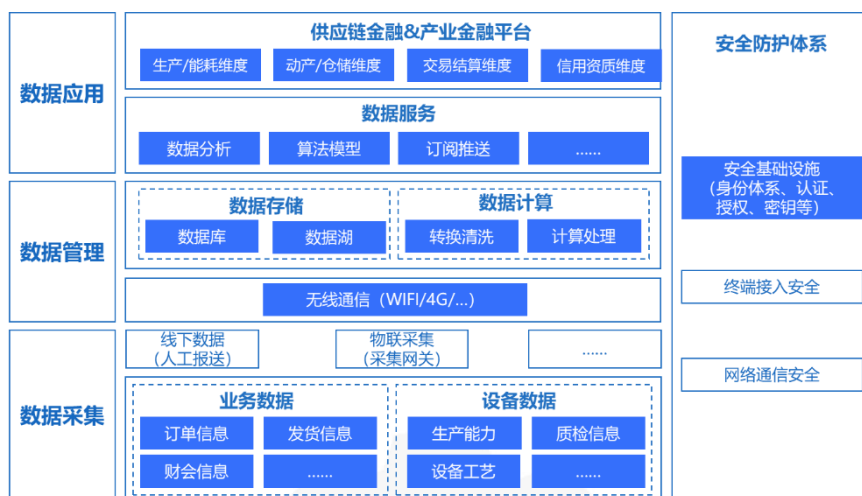 数据应用
供应链金融&产业金融平台
生产/能耗维度
动产/仓储维度
交易结算维度
信用资质维度
数据服务
数据分析
算法模型
订阅推送
......
数据管理
数据存储
数据库
数据湖
数据计算
转换清洗
计算处理
无线通信（WIFI/4G/...）
数据采集
线下数据
（人工报送）
物联采集
（采集网关）
......
业务数据
订单信息
发货信息
财会信息
......
设备数据
生产能力
质检信息
设备工艺
......
安全防护体系
安全基础设施
（身份体系、认证、
授权、密钥等）
终端接入安全
网络通信安全